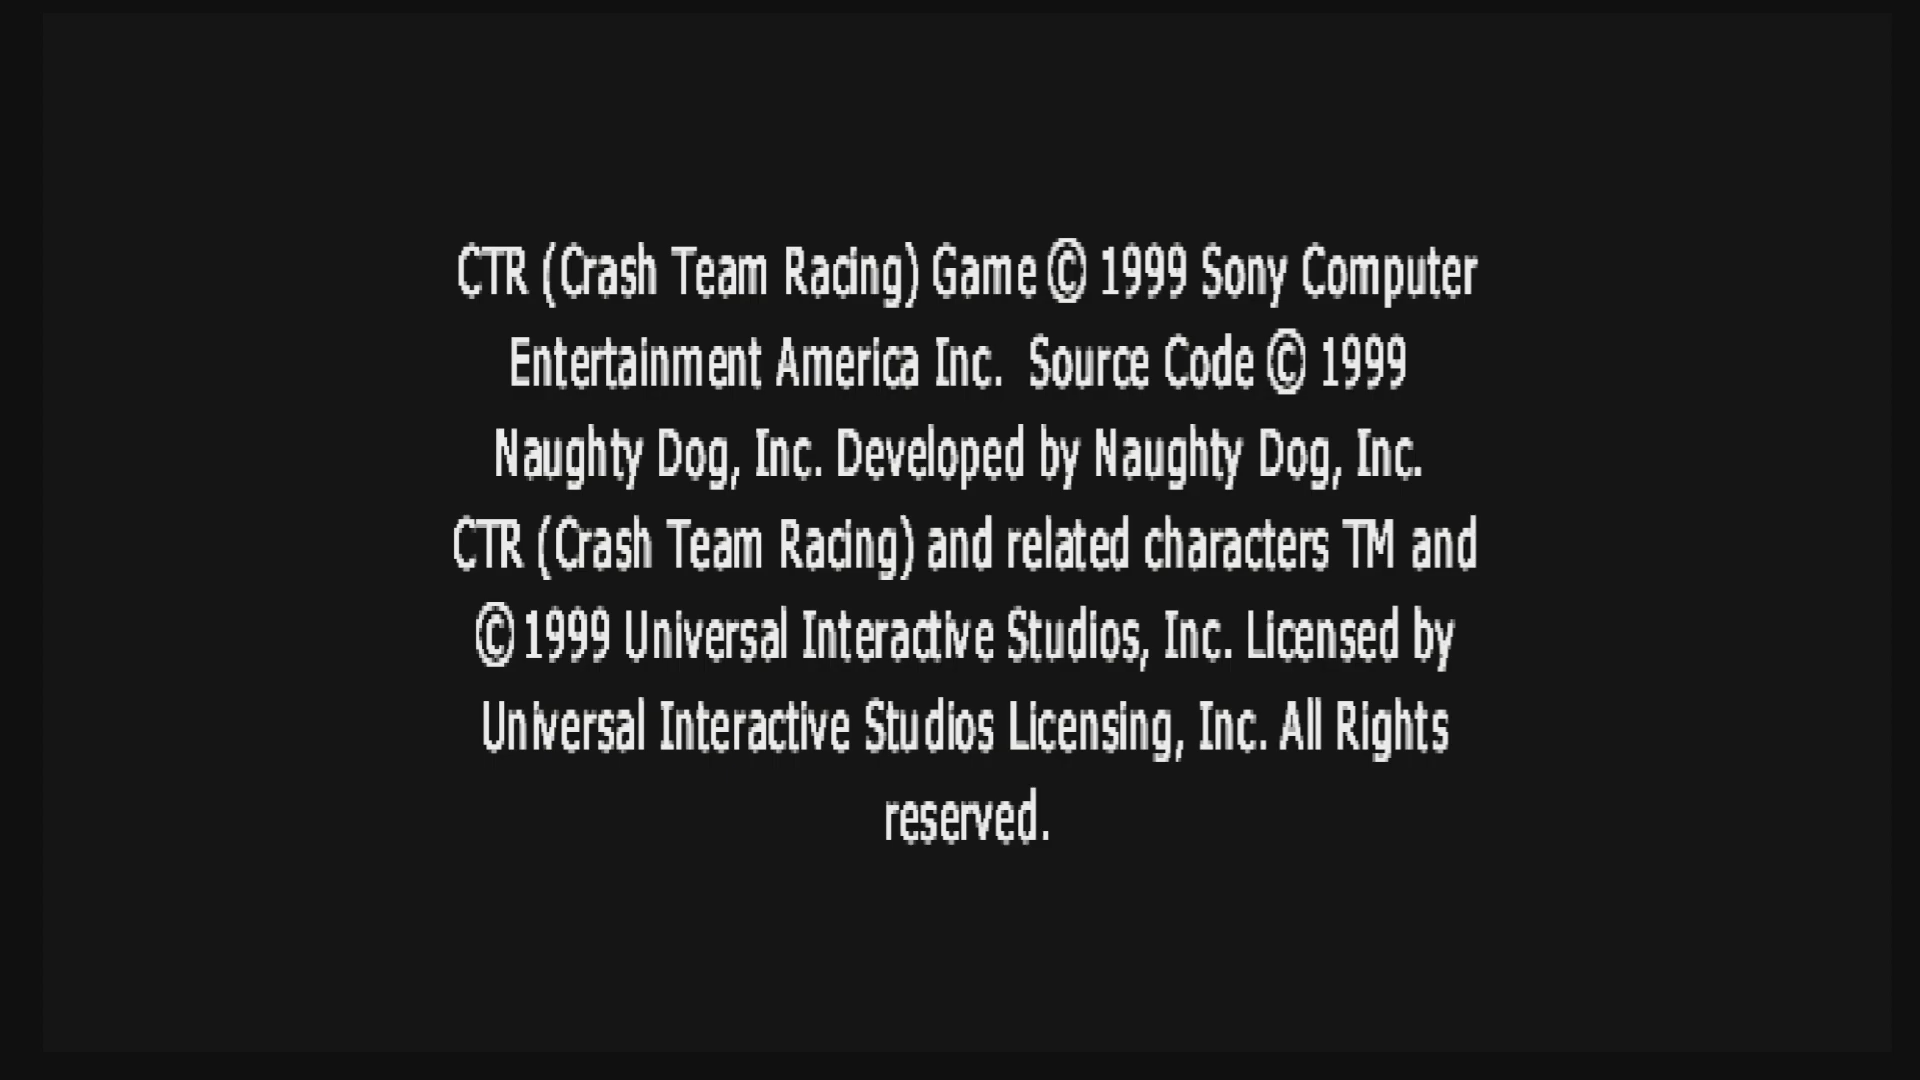 CTR (Crash Team Racing) Game © 1999 Sony Computer
Entertainment America Inc.  Source Code © 1999
Naughty Dog, Inc. Developed by Naughty Dog, Inc.
CTR (Crash Team Racing) and related characters TM and
© 1999 Universal Interactive Studios, Inc. Licensed by
Universal Interactive Studios Licensing, Inc. All Rights
reserved.